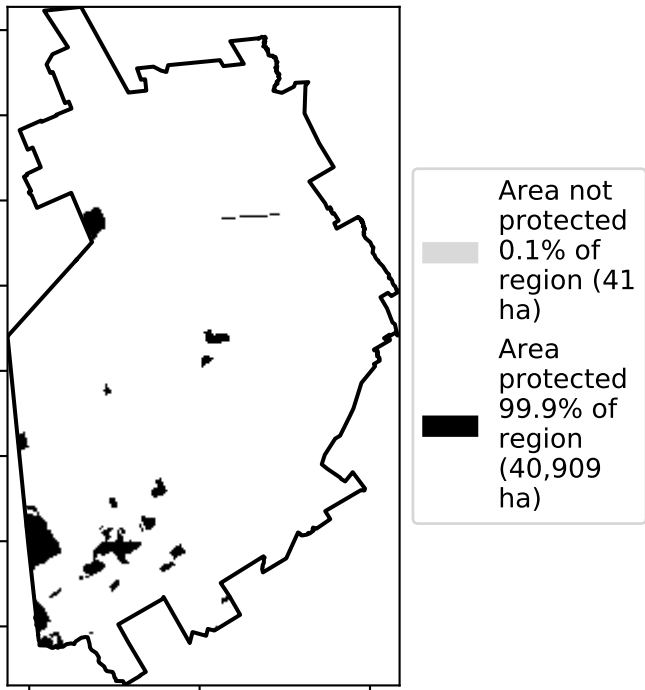 Area not
protected
0.1% of
region (41
ha)
Area
protected
99.9% of
region
(40,909
ha)